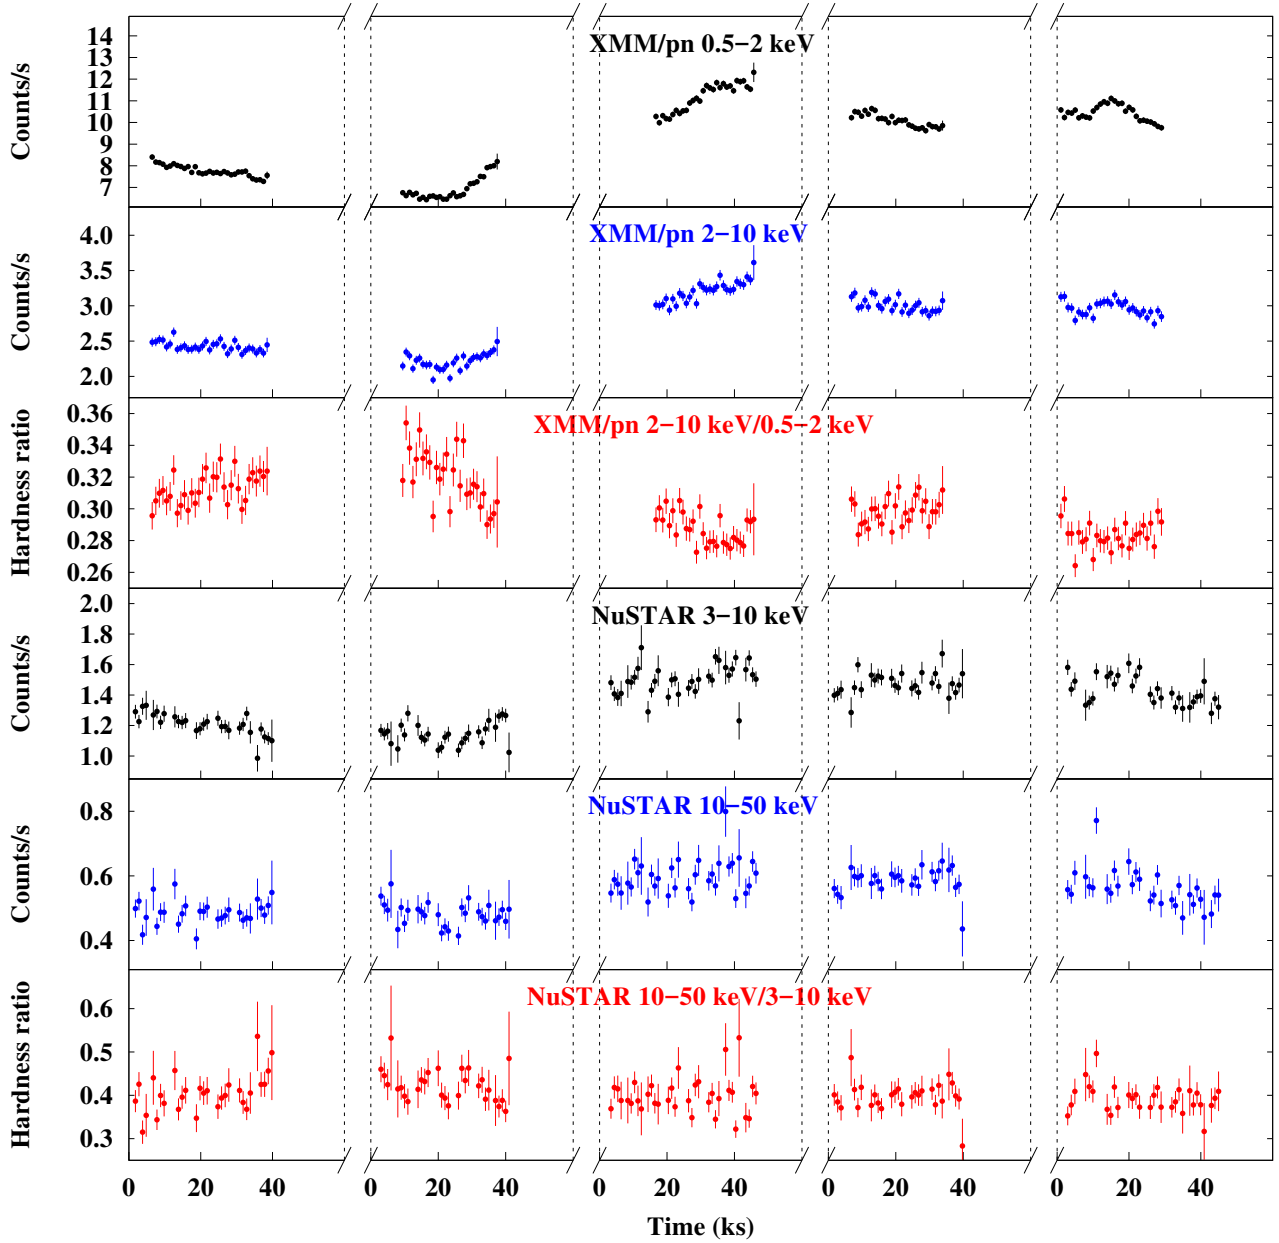 XMM/pn 0.5−2 keV
Counts/s
14
13
12
11
10
9
8
7
XMM/pn 2−10 keV
Counts/s
4.0
3.5
3.0
2.5
2.0
XMM/pn 2−10 keV/0.5−2 keV
Hardness ratio
0.36
0.34
0.32
0.30
0.28
0.26
NuSTAR 3−10 keV
Counts/s
2.0
1.8
1.6
1.4
1.2
1.0
NuSTAR 10−50 keV
Counts/s
0.8
0.6
0.4
NuSTAR 10−50 keV/3−10 keV
Hardness ratio
0.6
0.5
0.4
0.3
0 20 40 0 20 40 0 20 40 0 20 40 0 20 40
Time (ks)